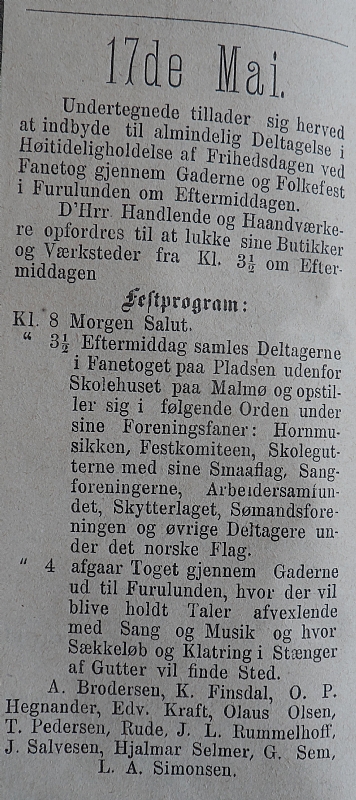 17de Mai.
Undertegnede tillader sig herved
at indbyde til almindelig Deltagelse i
Høitideligholdelse af Frihedsdagen ved
Fanetog gjennem Gaderne og Folkefest
i Furulunden om Eftermiddagen.
D'Hrr. Handlende og Haandværke-
re opfordres til at lukke sine Butikker
og Værksteder fra Kl. 3½ om Efter-
middagen
Festprogram:
Kl. 8 Morgen Salut.
“ 3½ Eftermiddag samles Deltagerne
i Fanetoget paa Pladsen udenfor
Skolehuset paa Malmø og opstil-
ler sig i følgende Orden under
sine Foreningsfaner: Hornmu-
sikken, Festkomiteen, Skolegut-
terne med sine Smaaflag, Sang-
foreningerne, Arbeidersamfun-
det, Skytterlaget, Sømandsfore-
ningen og øvrige Deltagere un-
der det norske Flag.
“ 4 afgaar Toget gjennem Gaderne
ud til Furulunden, hvor der vil
blive holdt Taler afvexlende
med Sang og Musik og hvor
Sækkeløb og Klatring i Stænger
af Gutter vil finde Sted.
A. Brodersen, K. Finsdal, O. P.
Hegnander, Edv. Kraft, Olaus Olsen,
T. Pedersen, Rude, J. L. Rummelhoff,
J. Salvesen, Hjalmar Selmer, G. Sem,
L. A. Simonsen.